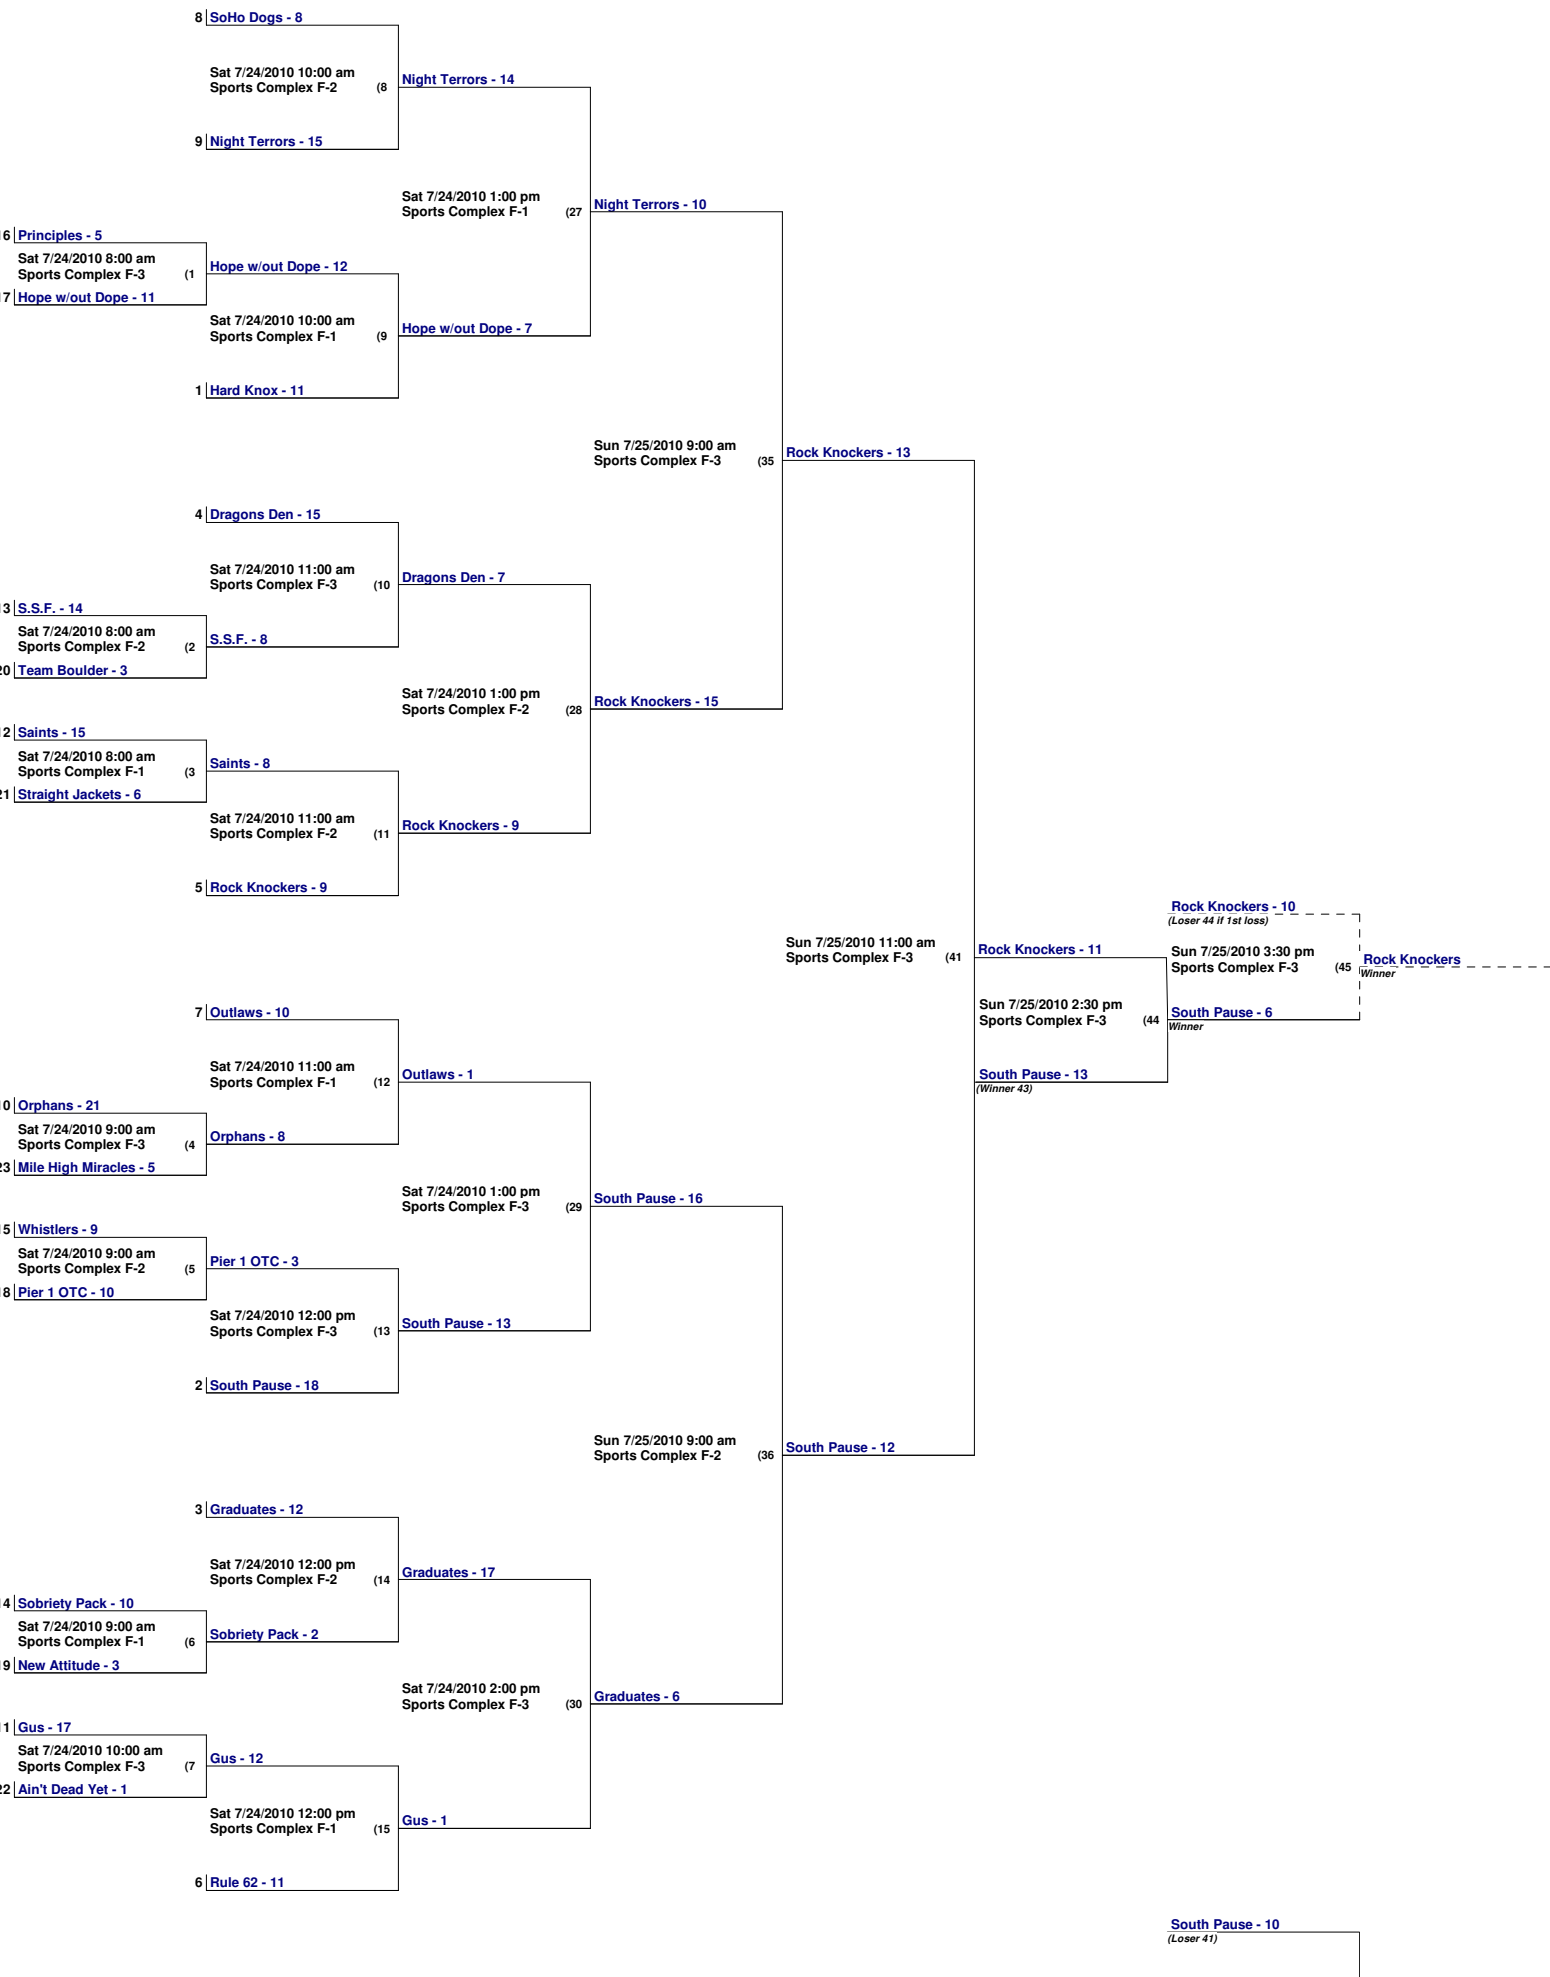 8 SoHo Dogs - 8
Sat 7/24/2010 10:00 am
Sports Complex F-2 (8
Night Terrors - 14
9 Night Terrors - 15
Sat 7/24/2010 1:00 pm
Sports Complex F-1 (27
Night Terrors - 10
16 Principles - 5
Sat 7/24/2010 8:00 am
Sports Complex F-3 (1
Hope w/out Dope - 12
17 Hope w/out Dope - 11
Sat 7/24/2010 10:00 am
Sports Complex F-1 (9
Hope w/out Dope - 7
1 Hard Knox - 11
Sun 7/25/2010 9:00 am
Sports Complex F-3 (35
Rock Knockers - 13
4 Dragons Den - 15
Sat 7/24/2010 11:00 am
Sports Complex F-3 (10
Dragons Den - 7
13 S.S.F. - 14
Sat 7/24/2010 8:00 am
Sports Complex F-2 (2
S.S.F. - 8
20 Team Boulder - 3
Sat 7/24/2010 1:00 pm
Sports Complex F-2 (28
Rock Knockers - 15
12 Saints - 15
Sat 7/24/2010 8:00 am
Sports Complex F-1 (3
Saints - 8
21 Straight Jackets - 6
Sat 7/24/2010 11:00 am
Sports Complex F-2 (11
Rock Knockers - 9
5 Rock Knockers - 9
Rock Knockers - 10
(Loser 44 if 1st loss)
Sun 7/25/2010 11:00 am
Sports Complex F-3 (41
Rock Knockers - 11
Sun 7/25/2010 3:30 pm
Sports Complex F-3 (45
Rock Knockers
Winner
7 Outlaws - 10
Sun 7/25/2010 2:30 pm
Sports Complex F-3 (44
South Pause - 6
Winner
Sat 7/24/2010 11:00 am
Sports Complex F-1 (12
Outlaws - 1
South Pause - 13
(Winner 43)
10 Orphans - 21
Sat 7/24/2010 9:00 am
Sports Complex F-3 (4
Orphans - 8
23 Mile High Miracles - 5
Sat 7/24/2010 1:00 pm
Sports Complex F-3 (29
South Pause - 16
15 Whistlers - 9
Sat 7/24/2010 9:00 am
Sports Complex F-2 (5
Pier 1 OTC - 3
18 Pier 1 OTC - 10
Sat 7/24/2010 12:00 pm
Sports Complex F-3 (13
South Pause - 13
2 South Pause - 18
Sun 7/25/2010 9:00 am
Sports Complex F-2 (36
South Pause - 12
3 Graduates - 12
Sat 7/24/2010 12:00 pm
Sports Complex F-2 (14
Graduates - 17
14 Sobriety Pack - 10
Sat 7/24/2010 9:00 am
Sports Complex F-1 (6
Sobriety Pack - 2
19 New Attitude - 3
Sat 7/24/2010 2:00 pm
Sports Complex F-3 (30
Graduates - 6
11 Gus - 17
Sat 7/24/2010 10:00 am
Sports Complex F-3 (7
Gus - 12
22 Ain't Dead Yet - 1
Sat 7/24/2010 12:00 pm
Sports Complex F-1 (15
Gus - 1
6 Rule 62 - 11
South Pause - 10
(Loser 41)